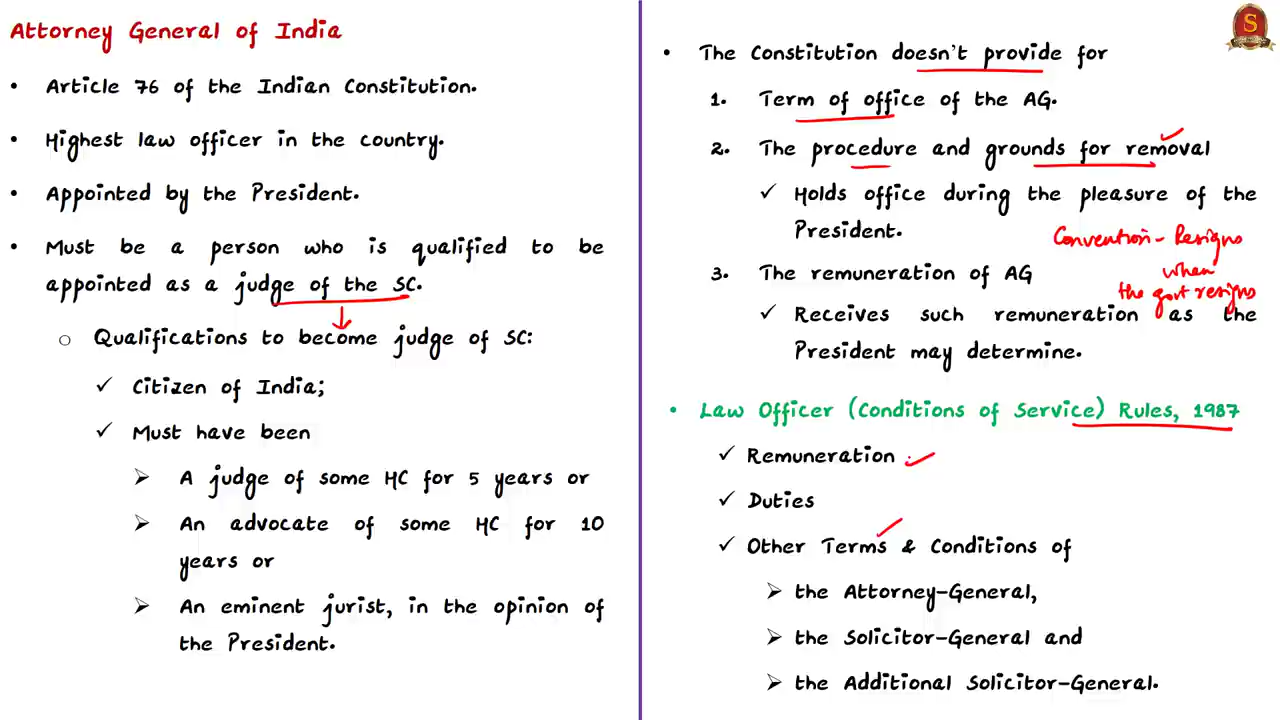 Attorney General of India
• Article 76 of the Indian Constitution.
• Highest law officer in the country.
• Appointed by the President.
• Must be a person who is qualified to be
appointed as a judge of the SC.
o Qualifications to become judge of SC:
✓ Citizen of India;
✓ Must have been
➢ A judge of some HC for 5 years or
➢ An advocate of some HC for 10
years or
➢ An eminent jurist, in the opinion of
the President.
S
• The Constitution doesn't provide for
1. Term of office of the AG.
2. The procedure and grounds for removal
✓ Holds office during the pleasure of the
President.
Convention - Resigns
when
the govt resigns
3. The remuneration of AG
✓ Receives such remuneration as the
President may determine.
• Law Officer (Conditions of Service) Rules, 1987
✓ Remuneration
✓ Duties
✓ Other Terms & Conditions of
➢ the Attorney-General,
➢ the Solicitor-General and
➢ the Additional Solicitor-General.